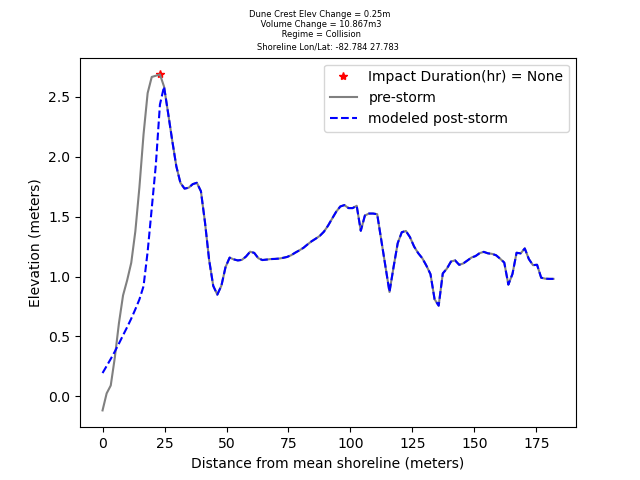 Dune Crest Elev Change = 0.25m
Volume Change = 10.867m3
Regime = Collision
Shoreline Lon/Lat: -82.784 27.783
Impact Duration(hr) = None
pre-storm
modeled post-storm
Elevation (meters)
2.5
2.0
1.5
1.0
0.5
0.0
0 25 50 75 100 125 150 175
Distance from mean shoreline (meters)